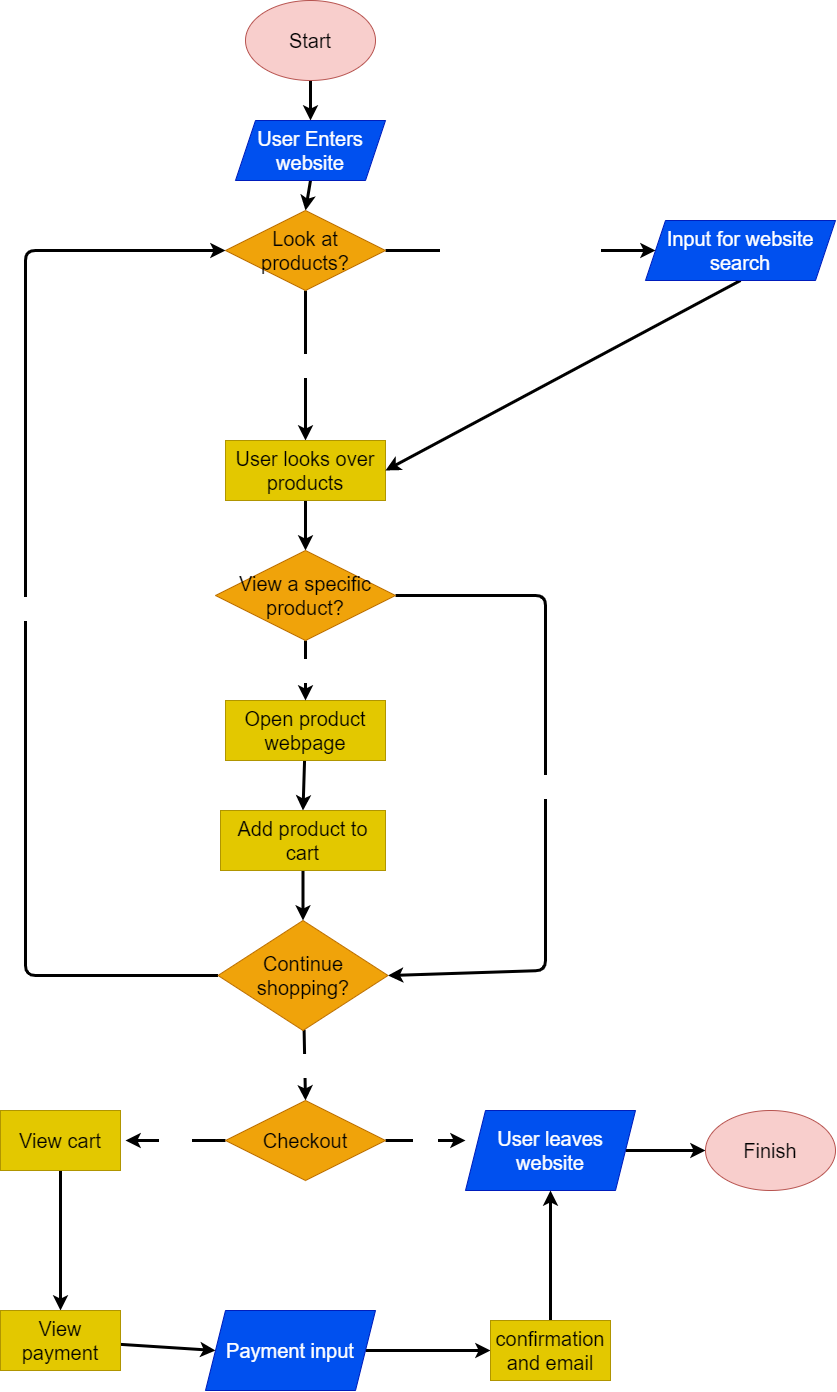 Start
User Enters
website
Look at
products?
Input for website
search
User looks over
products
View a specific
product?
Open product
webpage
Add product to
cart
Continue
shopping?
View cart
Checkout
User leaves
website
Finish
View
payment
Payment input
confirmation
and email